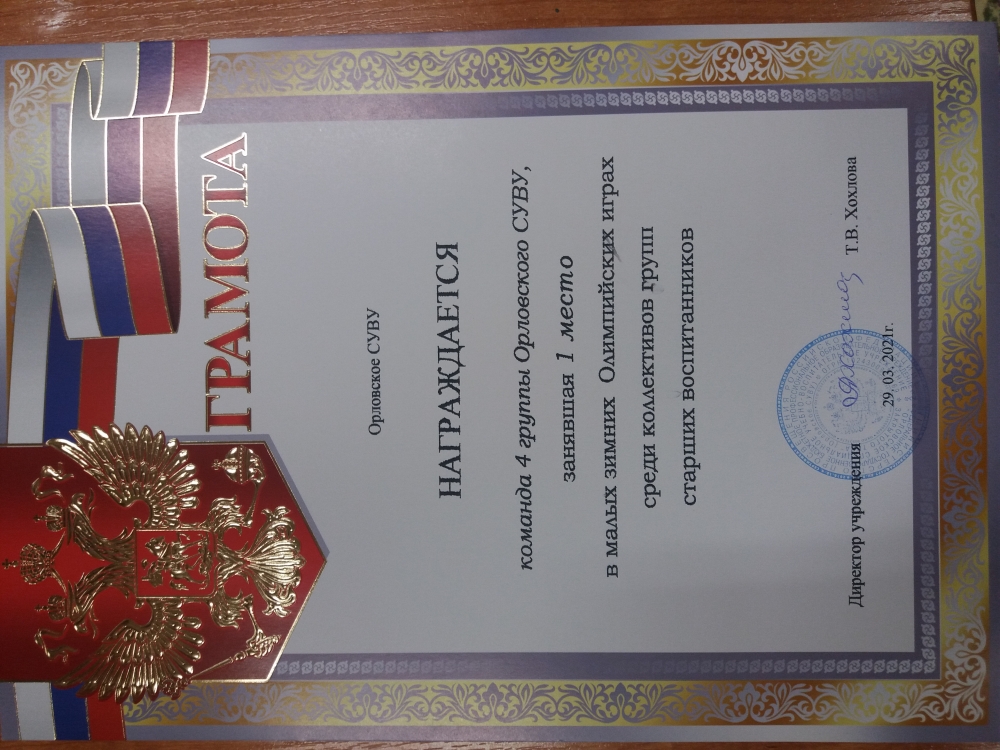 ГРАМОТА
Орловское СУВУ
НАГРАЖДАЕТСЯ
команда 4 группы Орловского СУВУ,
занявшая 1 место
в малых зимних Олимпийских играх
среди коллективов групп
старших воспитанников
Директор учреждения Т.В. Хохлова
29. 03. 2021г.